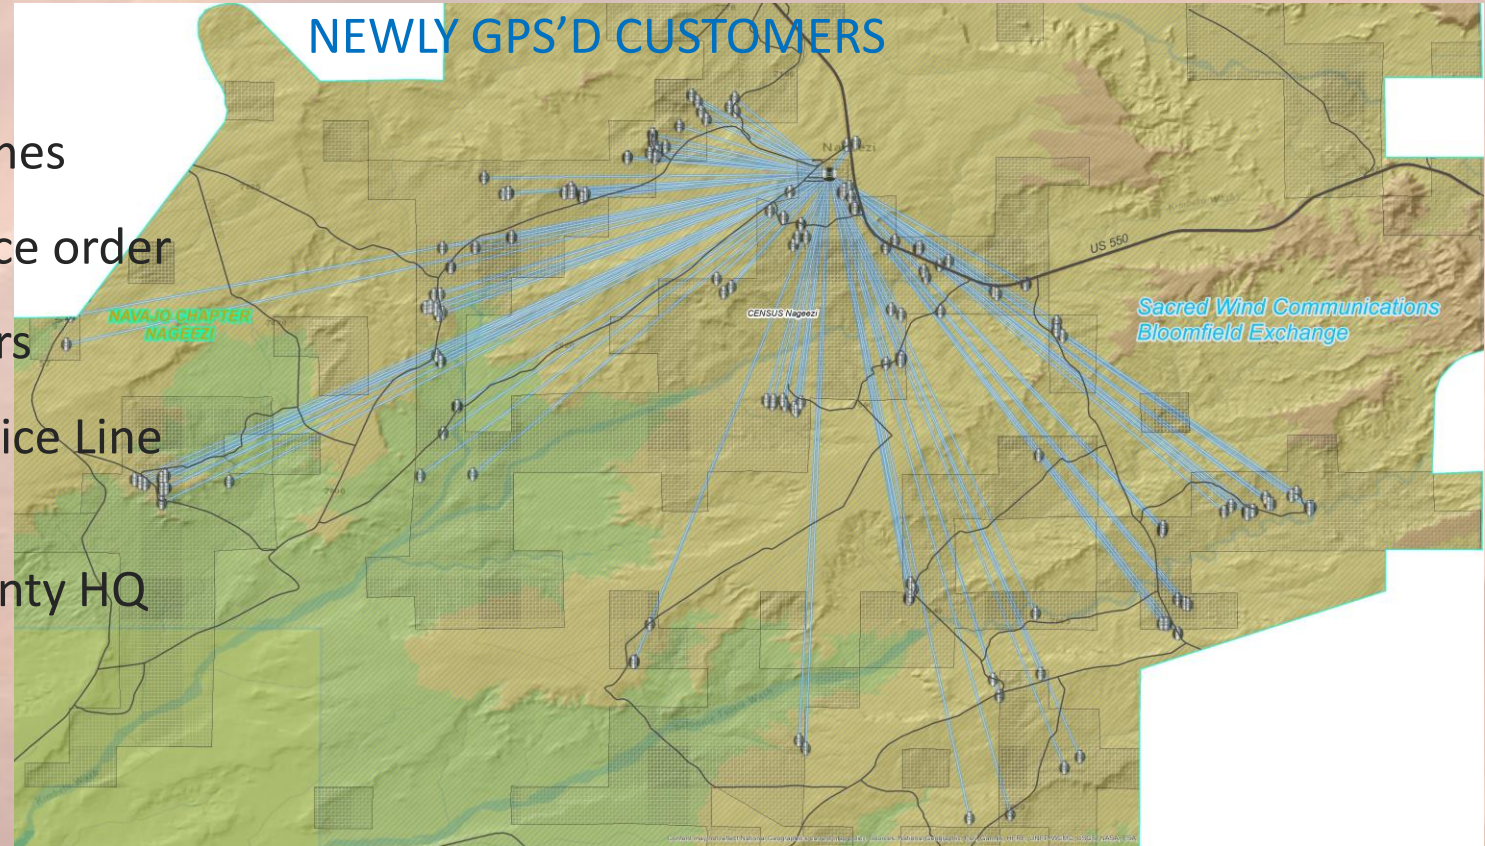 NEWLY GPS’D CUSTOMERS
nes
Nageezi
ce order
US 550
Sacred Wind Communications
Bloomfield Exchange
NAVAJO CHAPTER
NAGEEZI
CENSUS Nageezi
rs
ice Line
nty HQ